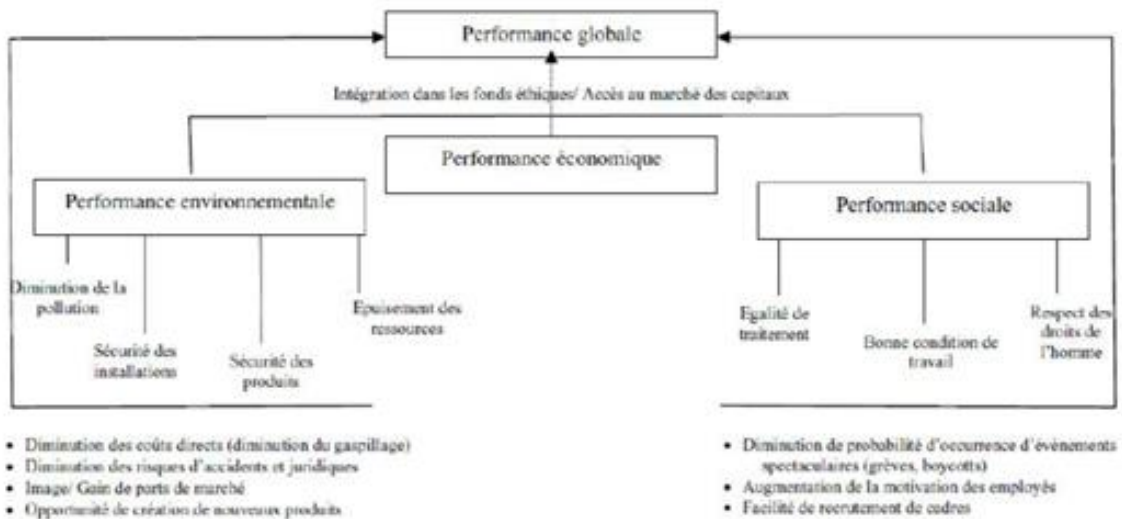 Performance globale
Intégration dans les fonds éthiques/ Accès au marché des capitaux
Performance économique
Performance environnementale
Performance sociale
Diminution de la
pollution
Sécurité des
installations
Sécurité des
produits
Epuisement des
ressources
Egalité de
traitement
Bonne condition de
travail
Respect des
droits de
l'homme
• Diminution des coûts directs (diminution du gaspillage)
• Diminution des risques d'accidents et juridiques
• Image/ Gain de parts de marché
• Opportunité de création de nouveaux produits
• Diminution de probabilité d'occurrence d'évènements
spectaculaires (grèves, boycotts)
• Augmentation de la motivation des employés
• Facilité de recrutement de cadres